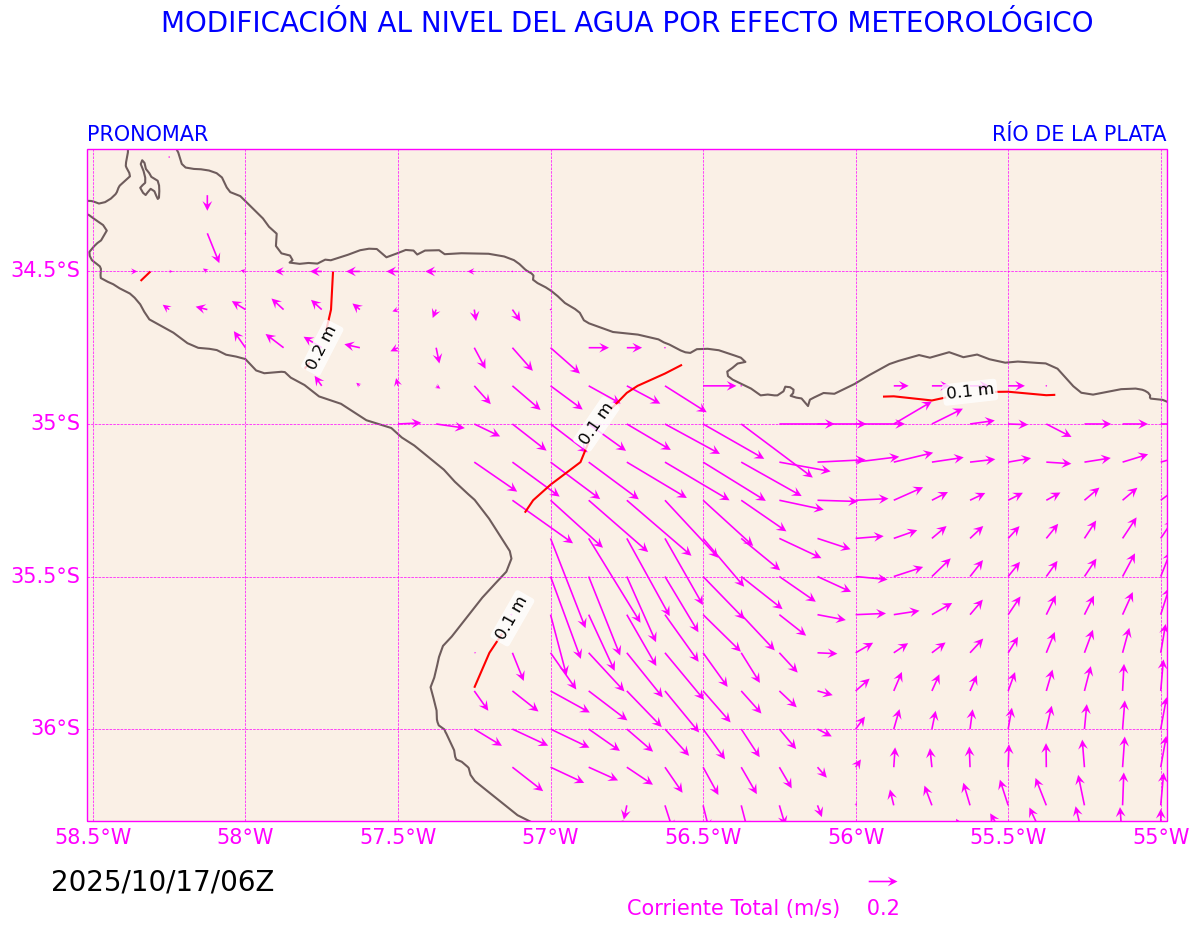 MODIFICACIÓN AL NIVEL DEL AGUA POR EFECTO METEOROLÓGICO
PRONOMAR
RÍO DE LA PLATA
34.5°S
0.2 m
0.1 m
35°S
0.1 m
35.5°S
0.1 m
36°S
58.5°W 58°W 57.5°W 57°W 56.5°W 56°W 55.5°W 55°W
2025/10/17/06Z
Corriente Total (m/s) 0.2